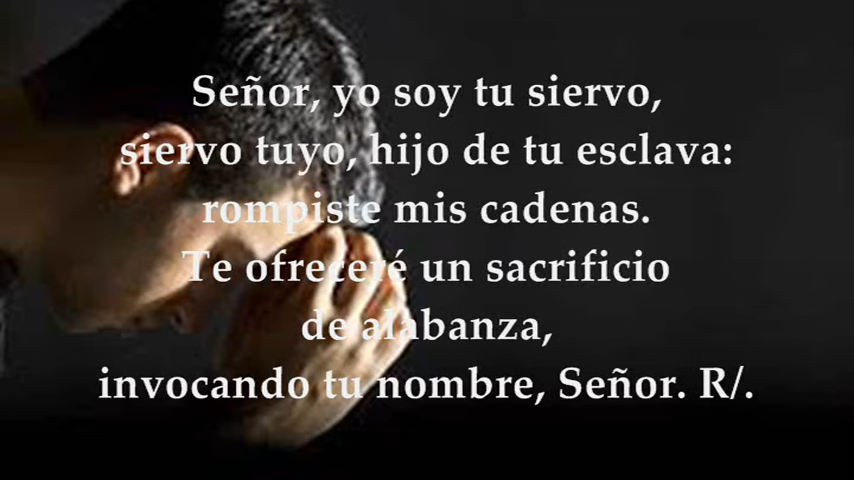 Señor, yo soy tu siervo,
siervo tuyo, hijo de tu esclava:
rompiste mis cadenas.
Te ofreceré un sacrificio
de alabanza,
invocando tu nombre, Señor. R/.